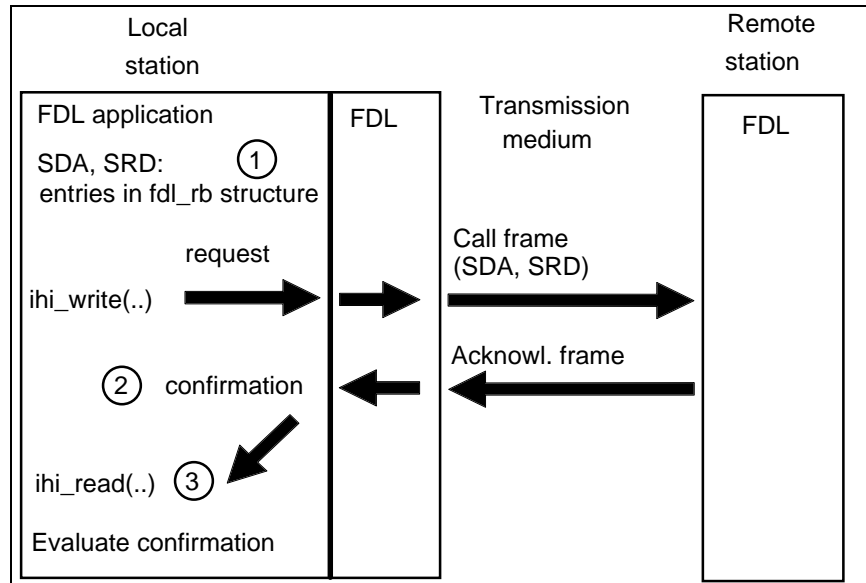 Local
station
Remote
station
FDL application
FDL
Transmission
medium
FDL
SDA, SRD:
1
entries in fdl_rb structure
request
Call frame
(SDA, SRD)
ihi_write(..)
Acknowl. frame
2
confirmation
ihi_read(..)
3
Evaluate confirmation